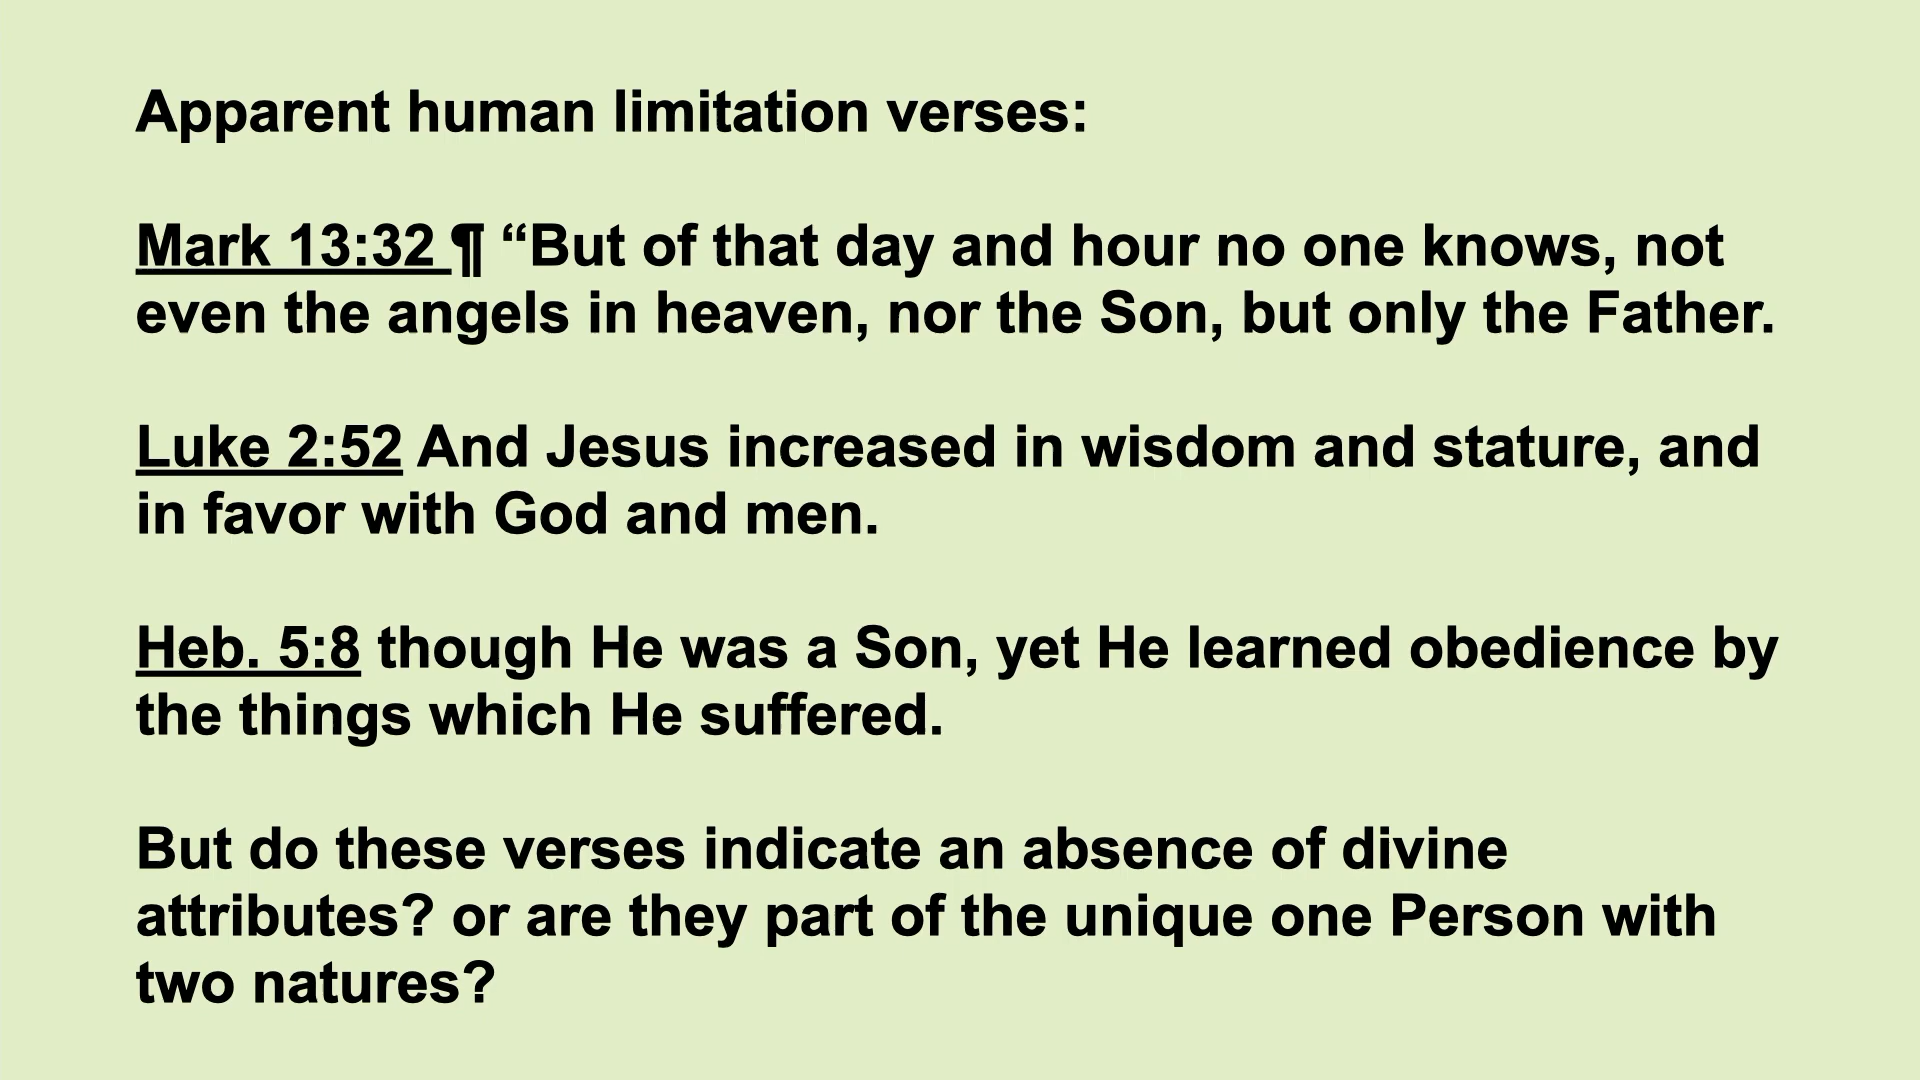 Apparent human limitation verses:
Mark 13:32 ¶ “But of that day and hour no one knows, not
even the angels in heaven, nor the Son, but only the Father.
Luke 2:52 And Jesus increased in wisdom and stature, and
in favor with God and men.
Heb. 5:8 though He was a Son, yet He learned obedience by
the things which He suffered.
But do these verses indicate an absence of divine
attributes? or are they part of the unique one Person with
two natures?